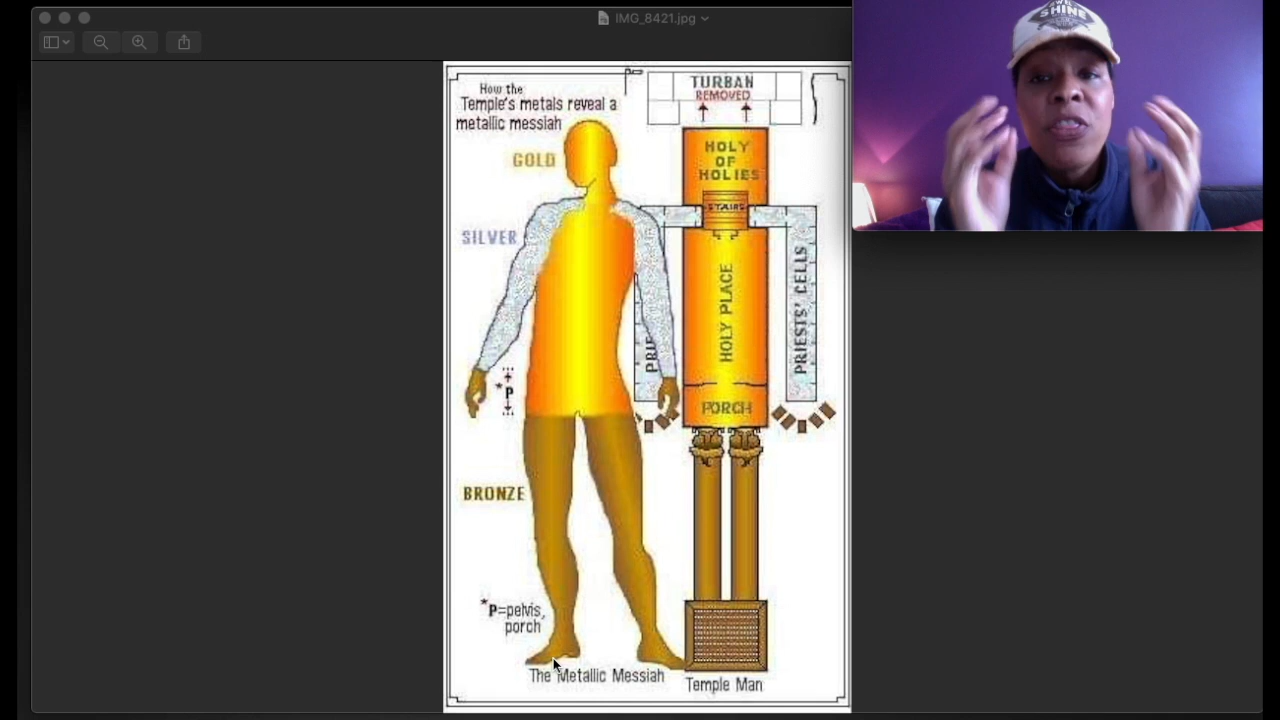 IMG_8421.jpg
How the
Temple's metals reveal a
metallic messiah
GOLD
SILVER
*P
BRONZE
*P=pelvis,
porch
The Metallic Messiah
TURBAN
REMOVED
HOLY
OF
HOLIES
STAIRS
HOLY PLACE
PRIE
PRIESTS' CELLS
PORCH
Temple Man
SHINE